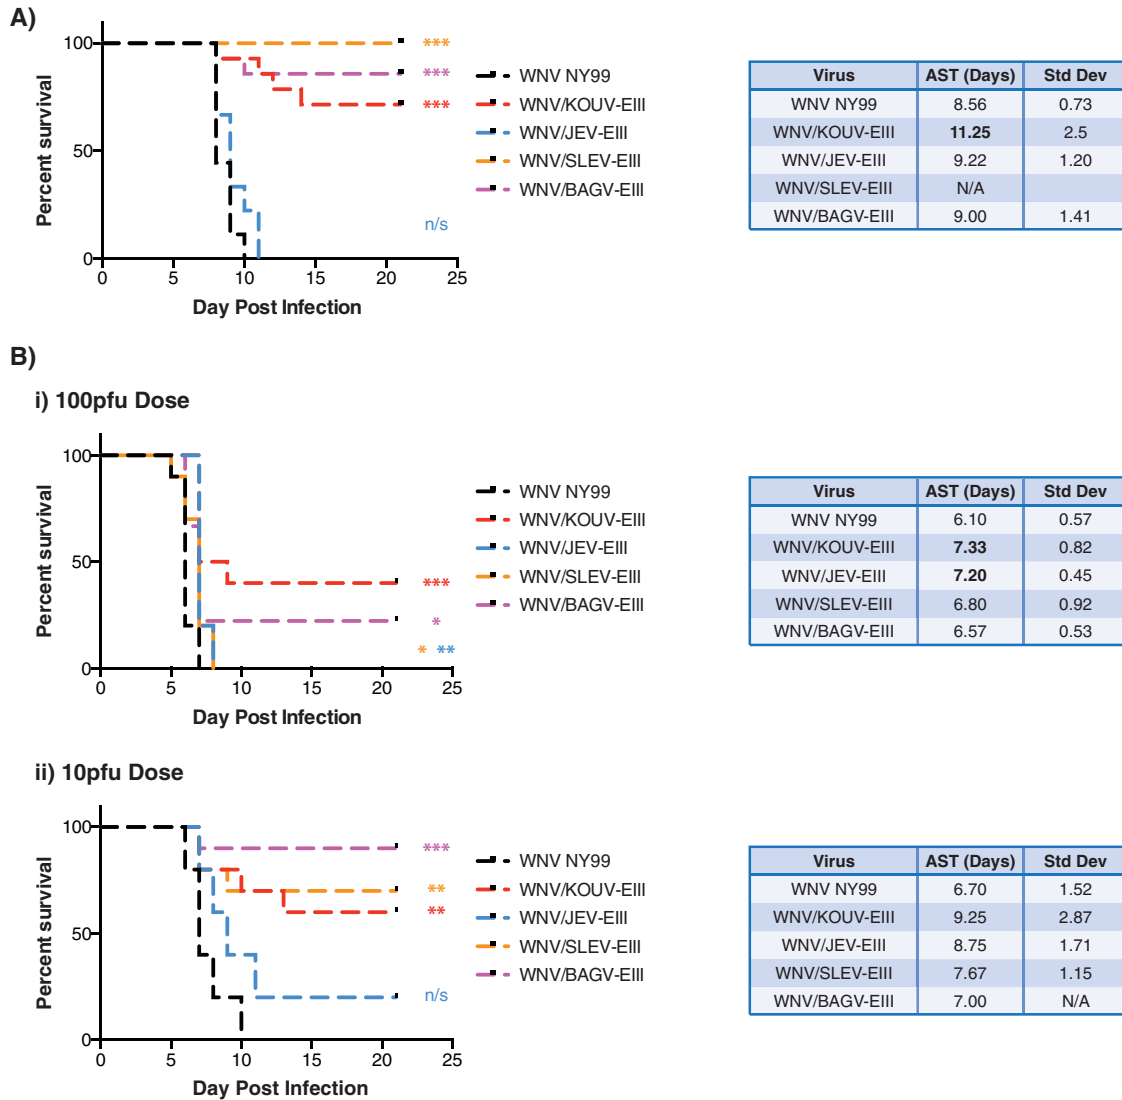 A)
100
50
0
0 5 10 15 20 25
Percent survival
Day Post Infection
***
***
***
n/s
WNV NY99
WNV/KOUV-EIII
WNV/JEV-EIII
WNV/SLEV-EIII
WNV/BAGV-EIII
Virus AST (Days) Std Dev
WNV NY99 8.56 0.73
WNV/KOUV-EIII 11.25 2.5
WNV/JEV-EIII 9.22 1.20
WNV/SLEV-EIII N/A
WNV/BAGV-EIII 9.00 1.41
B)
i) 100pfu Dose
100
50
0
0 5 10 15 20 25
Percent survival
Day Post Infection
***
*
* **
WNV NY99
WNV/KOUV-EIII
WNV/JEV-EIII
WNV/SLEV-EIII
WNV/BAGV-EIII
Virus AST (Days) Std Dev
WNV NY99 6.10 0.57
WNV/KOUV-EIII 7.33 0.82
WNV/JEV-EIII 7.20 0.45
WNV/SLEV-EIII 6.80 0.92
WNV/BAGV-EIII 6.57 0.53
ii) 10pfu Dose
100
50
0
0 5 10 15 20 25
Percent survival
Day Post Infection
***
**
**
n/s
WNV NY99
WNV/KOUV-EIII
WNV/JEV-EIII
WNV/SLEV-EIII
WNV/BAGV-EIII
Virus AST (Days) Std Dev
WNV NY99 6.70 1.52
WNV/KOUV-EIII 9.25 2.87
WNV/JEV-EIII 8.75 1.71
WNV/SLEV-EIII 7.67 1.15
WNV/BAGV-EIII 7.00 N/A